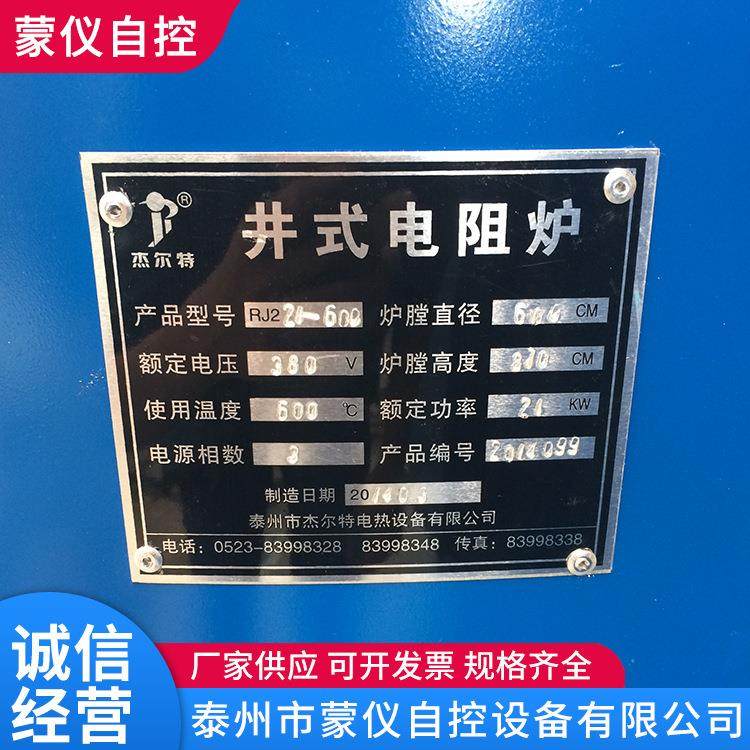 蒙仪自控
杰尔特 ®
井式电阻炉
产品型号 RJ2 21-600 炉膛直径 CM
额定电压 380 V 炉膛高度 CM
使用温度 600 ℃ 额定功率 21 KW
电源相数 3 产品编号 2014099
制造日期 20
泰州市杰尔特电热设备有限公司
电话：0523-83998328 83998348 传真：83998338
诚信
经营
厂家供应 可开发票 规格齐全
泰州市蒙仪自控设备有限公司